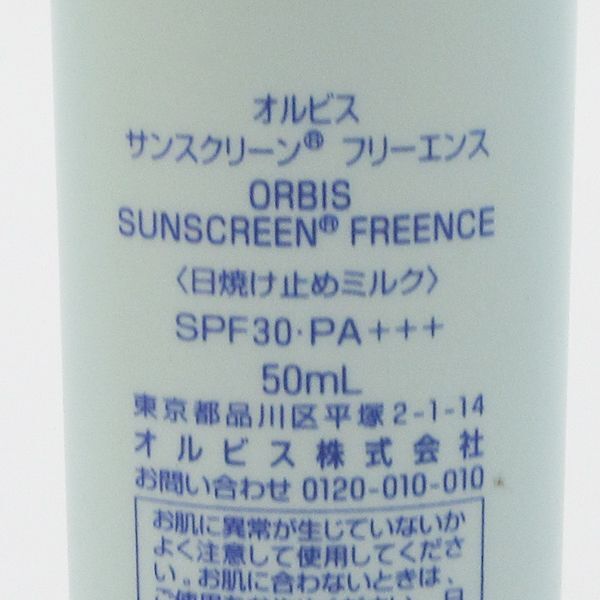 オルビス
サンスクリーン® フリーエンス
ORBIS
SUNSCREEN® FREENCE
〈日焼け止めミルク〉
SPF30·PA+++
50mL
東京都品川区平塚2-1-14
オルビス株式会社
お問い合わせ 0120-010-010
お肌に異常が生じていないか
よく注意して使用してくださ
い。お肌に合わないときは、